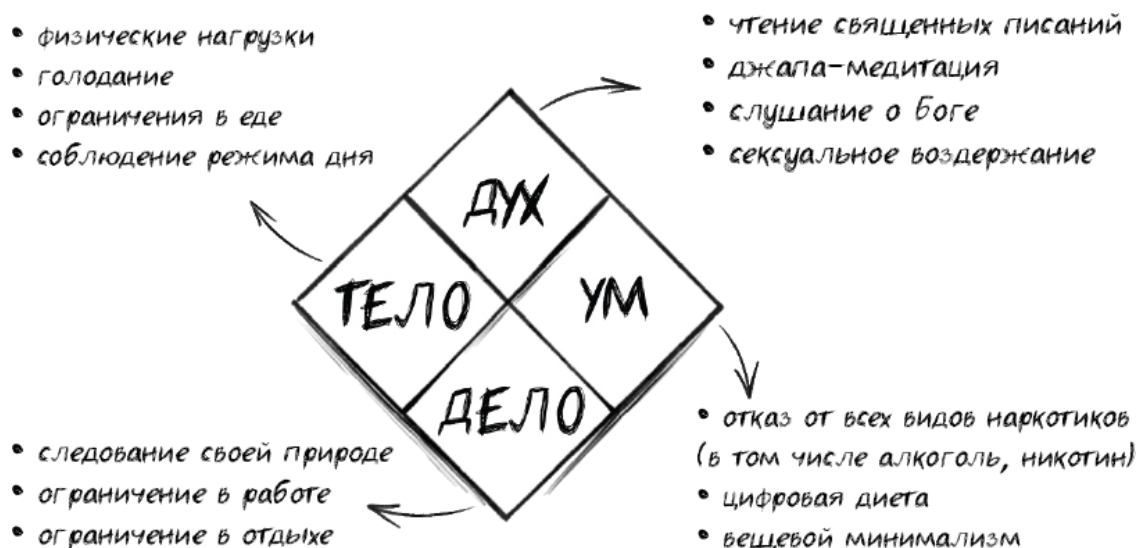 • физические нагрузки
• голодание
• ограничения в еде
• соблюдение режима дня
• чтение священных писаний
• джапа-медитация
• слушание о Боге
• сексуальное воздержание
ДУХ
ТЕЛО
УМ
ДЕЛО
• следование своей природе
• ограничение в работе
• ограничение в отдыхе
• отказ от всех видов наркотиков
(в том числе алкоголь, никотин)
• цифровая диета
• вещевой минимализм